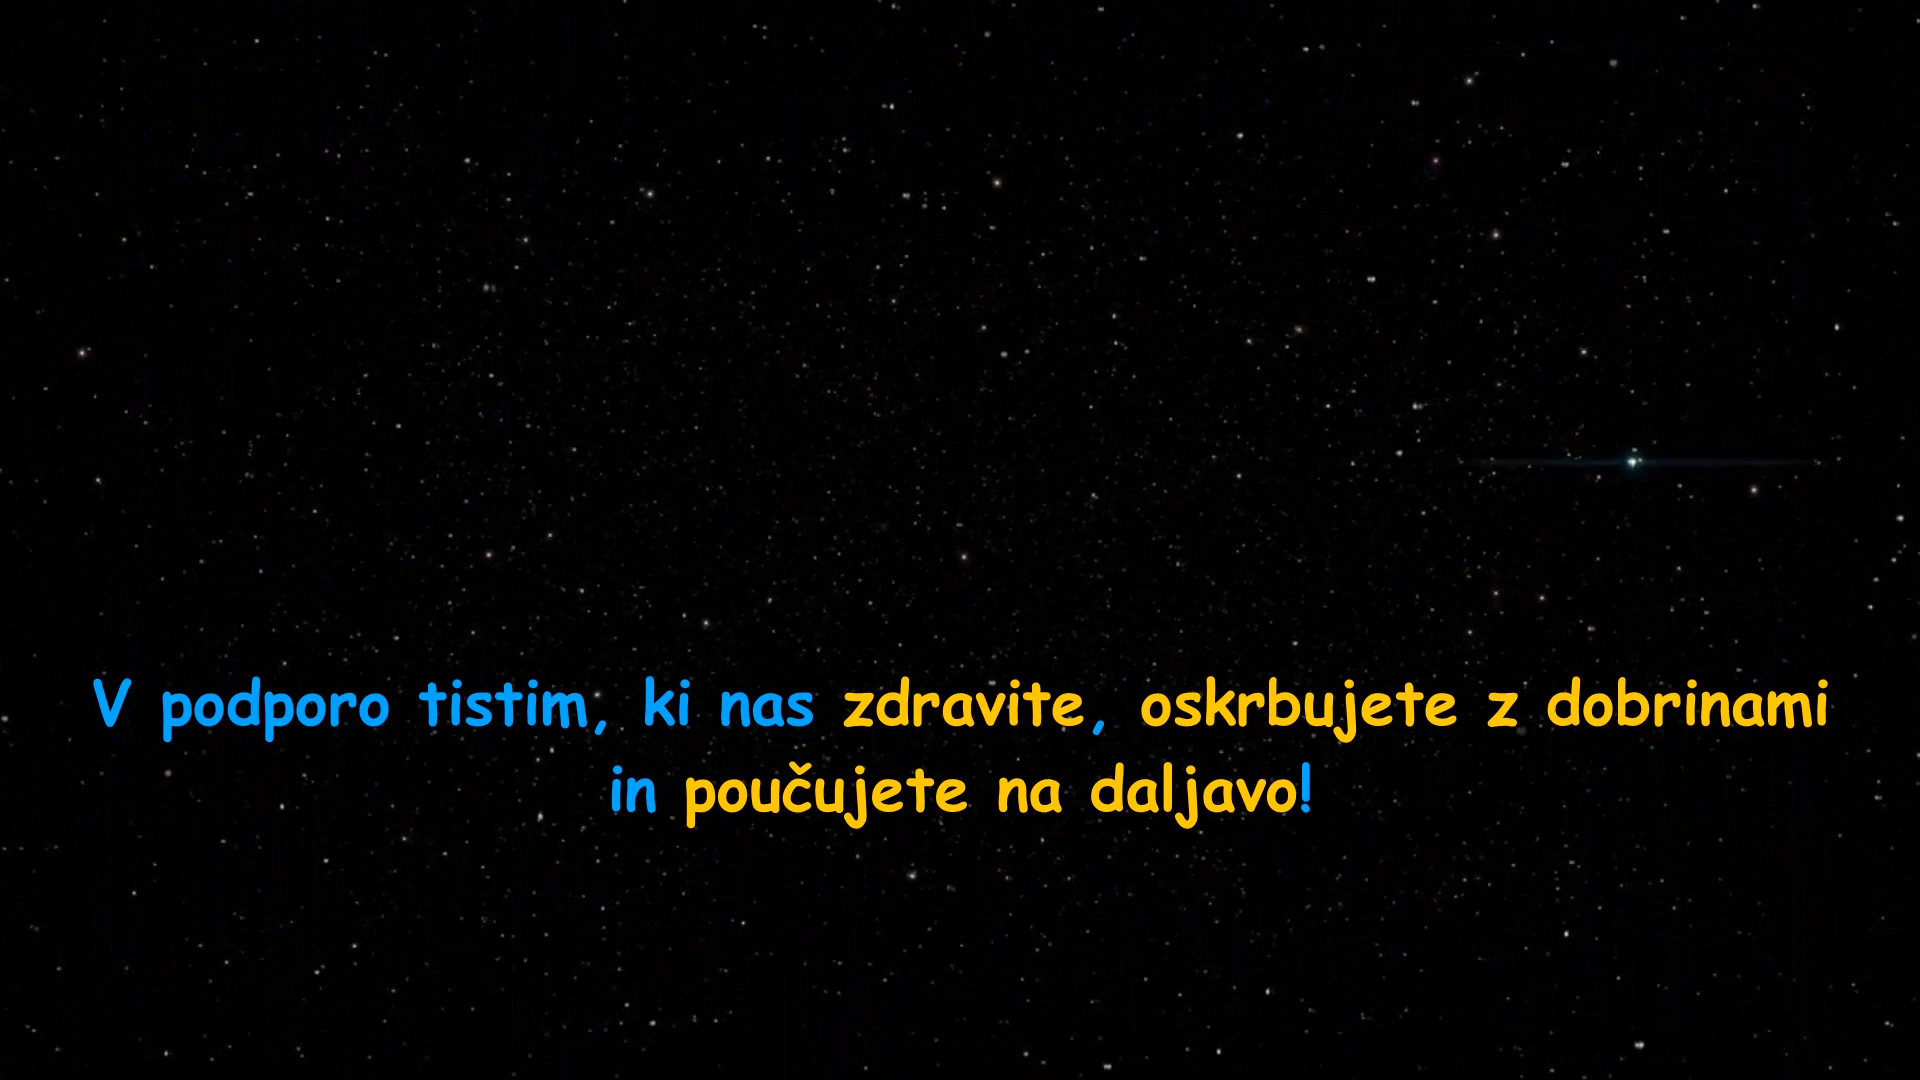 V podporo tistim, ki nas zdravite, oskrbujete z dobrinami
in poučujete na daljavo!